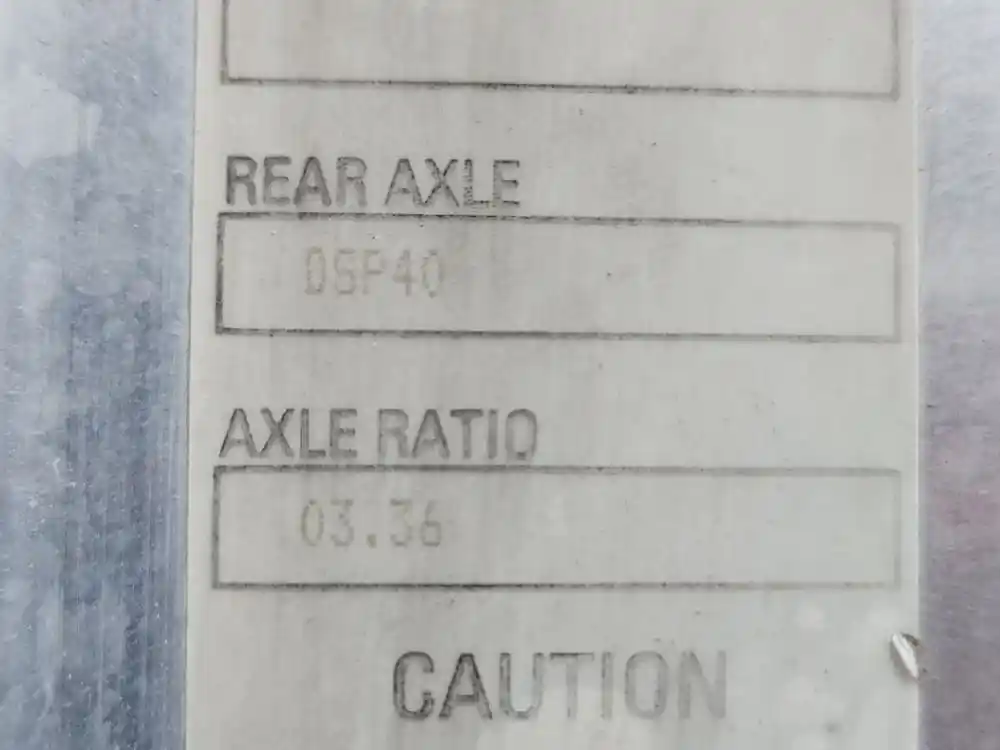 REAR AXLE
DSP40
AXLE RATIO
03.36
CAUTION